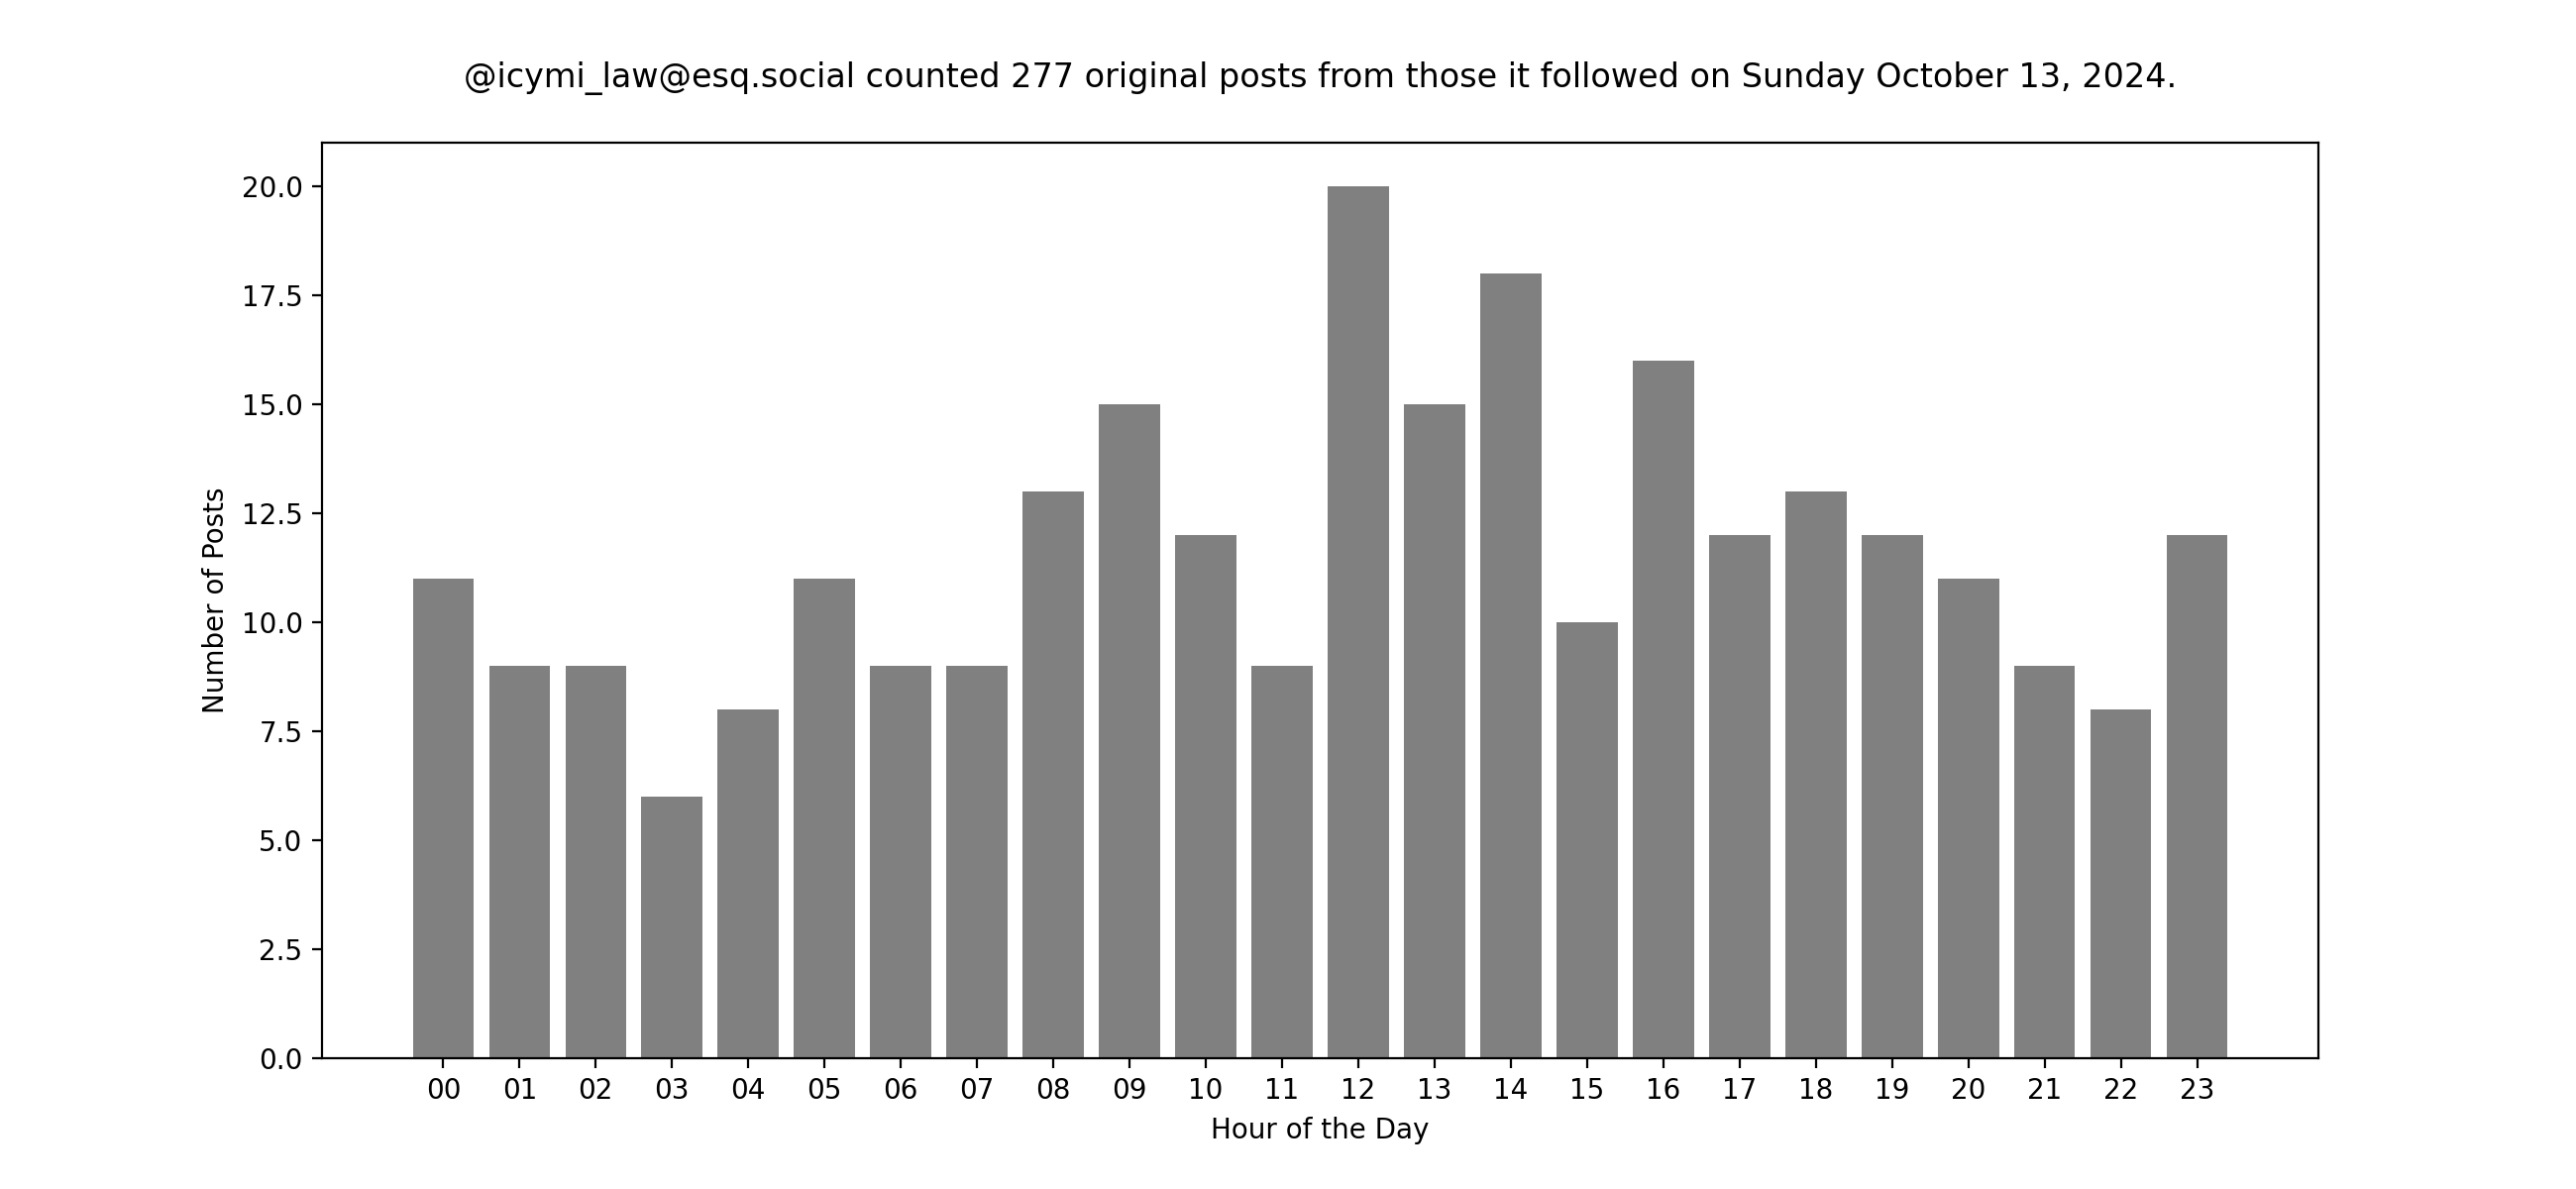 @icymi_law@esq.social counted 277 original posts from those it followed on Sunday October 13, 2024.
20.0
17.5
15.0
12.5
10.0
7.5
5.0
2.5
0.0
Number of Posts
00 01 02 03 04 05 06 07 08 09 10 11 12 13 14 15 16 17 18 19 20 21 22 23
Hour of the Day